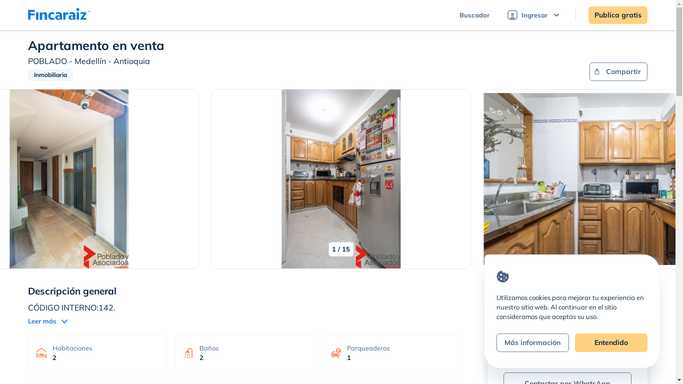 Fincaraiz
Buscador
Ingresar
Publica gratis
Apartamento en venta
POBLADO - Medellín - Antioquia
Inmobiliaria
Compartir
Poblado y
Asociados
1 / 15
Poblado y
Asociados
Descripción general
CÓDIGO INTERNO:142.
Leer más
Habitaciones
2
Baños
2
Parqueaderos
1
Utilizamos cookies para mejorar tu experiencia en
nuestro sitio web. Al continuar en el sitio
consideramos que aceptas su uso.
Más información
Entendido
Contactar por WhatsApp